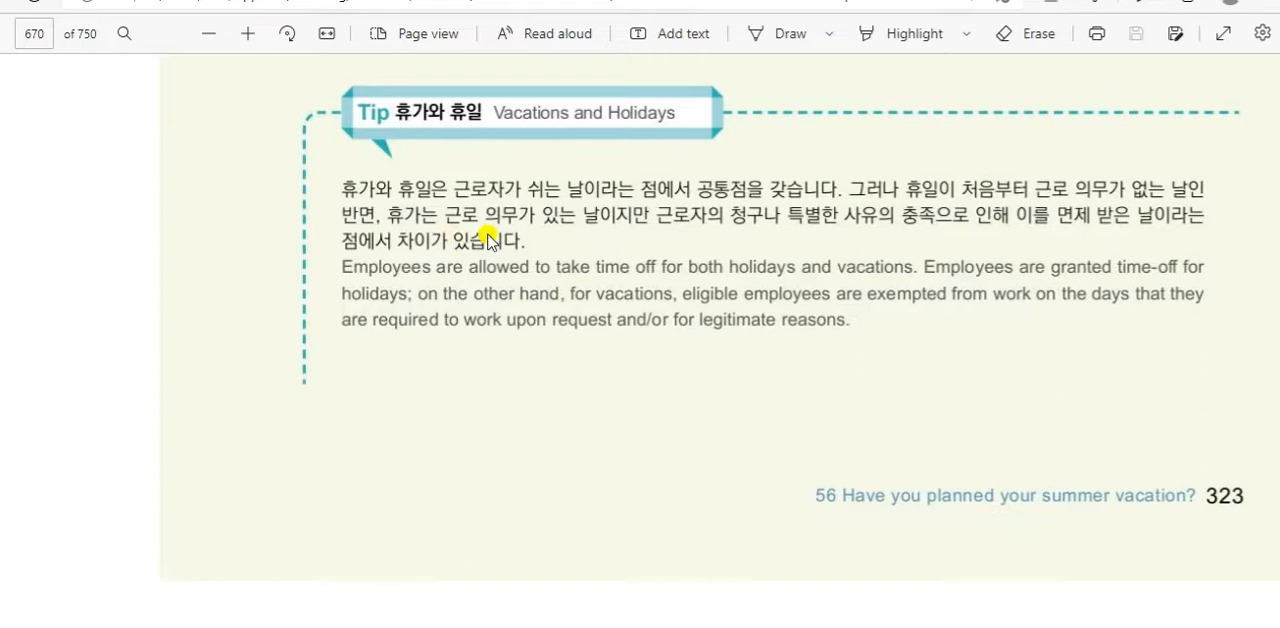 670 of 750 Page view Read aloud Add text Draw Highlight Erase
Tip 휴가와 휴일 Vacations and Holidays
휴가와 휴일은 근로자가 쉬는 날이라는 점에서 공통점을 갖습니다. 그러나 휴일이 처음부터 근로 의무가 없는 날인
반면, 휴가는 근로 의무가 있는 날이지만 근로자의 청구나 특별한 사유의 충족으로 인해 이를 면제 받은 날이라는
점에서 차이가 있습니다.
Employees are allowed to take time off for both holidays and vacations. Employees are granted time-off for
holidays; on the other hand, for vacations, eligible employees are exempted from work on the days that they
are required to work upon request and/or for legitimate reasons.
56 Have you planned your summer vacation? 323